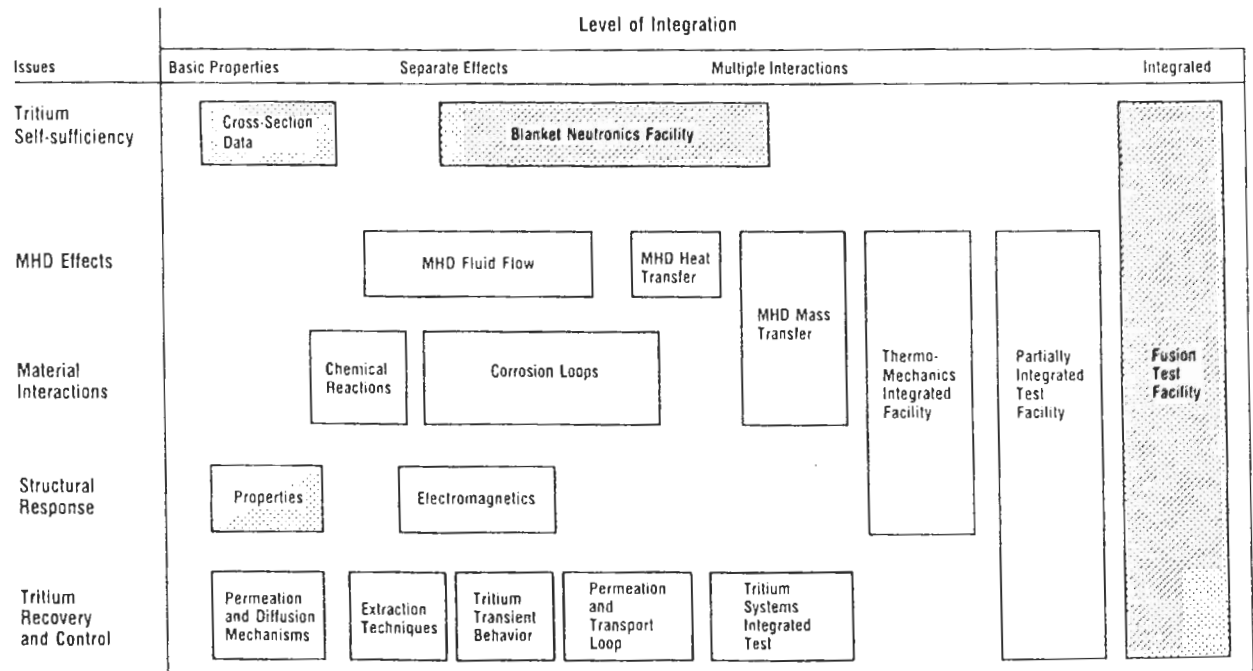 Level of Integration
Issues
Basic Properties
Separate Effects
Multiple Interactions
Integraled
Tritium
Self-sufficiency
Cross-Section
Data
Blanket Neutronics Facility
MHD Effects
MHD Fluid Flow
MHD Heat
Transfer
MHD Mass
Transfer
Thermo-
Mechanics
Integrated
Facility
Partially
Integrated
Test
Facility
Fusion
Test
Facility
Material
Interactions
Chemical
Reactions
Corrosion Loops
Structural
Response
Properties
Electromagnetics
Tritium
Recovery
and Control
Permeation
and Diffusion
Mechanisms
Extraction
Techniques
Tritium
Transient
Behavior
Permeation
and
Transport
Loop
Tritium
Systems
Integrated
Test